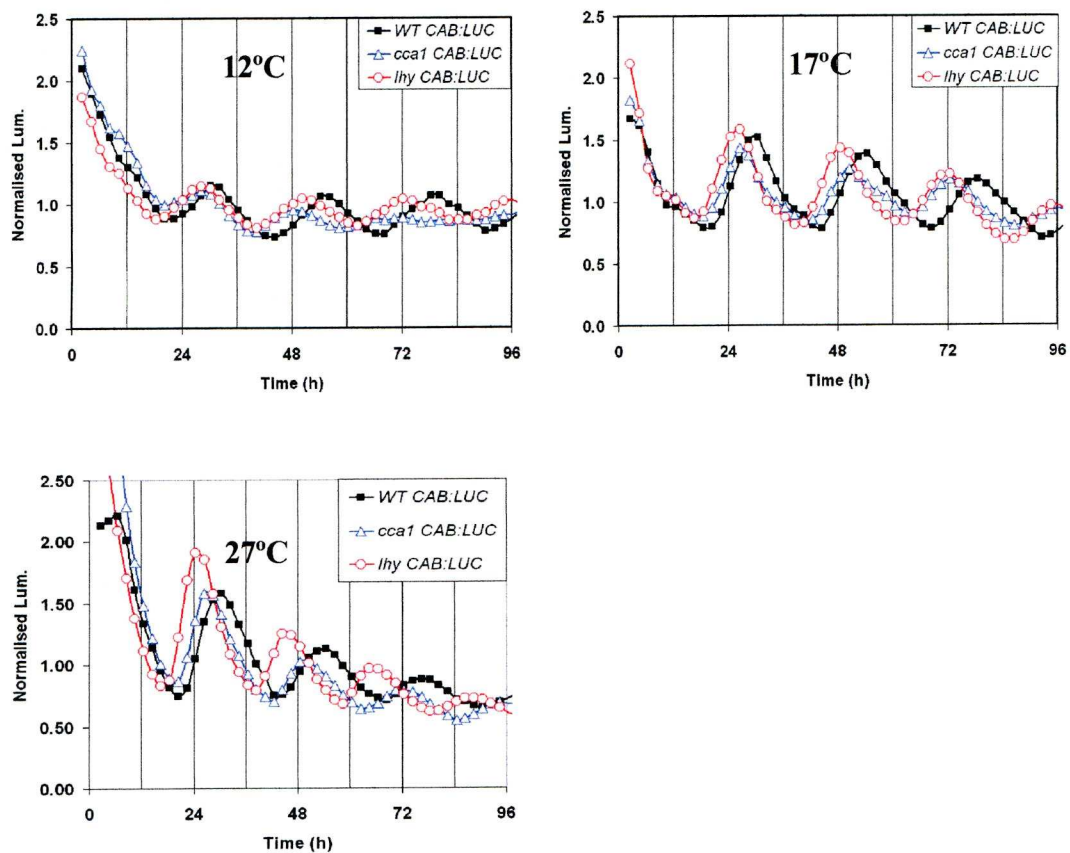 2.5
2.0
1.5
1.0
0.5
0.0
Normalised Lum.
12ºC
WT CAB:LUC
cca1 CAB:LUC
lhy CAB:LUC
0 24 48 72 96
Time (h)
2.5
2.0
1.5
1.0
0.5
0.0
Normalised Lum.
17ºC
WT CAB:LUC
cca1 CAB:LUC
lhy CAB:LUC
0 24 48 72 96
Time (h)
2.50
2.00
1.50
1.00
0.50
0.00
Normalised Lum.
27ºC
WT CAB:LUC
cca1 CAB:LUC
lhy CAB:LUC
0 24 48 72 96
Time (h)